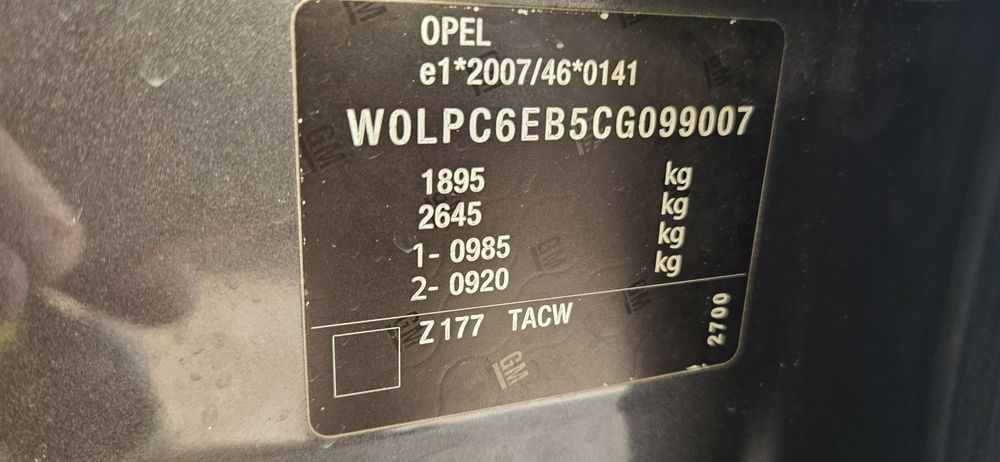 OPEL
e1*2007/46*0141
W0LPC6EB5CG099007
1895 kg
2645 kg
1- 0985 kg
2- 0920 kg
Z177 TACW
2700
GM